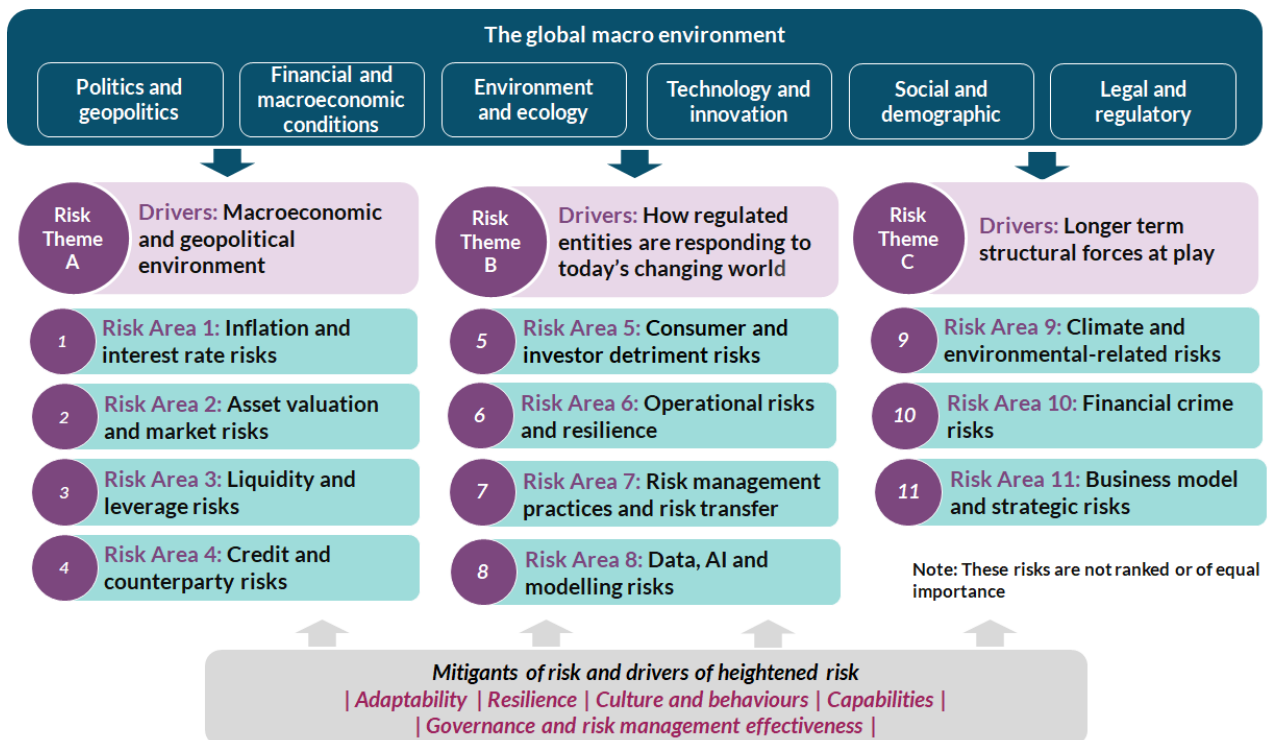 The global macro environment
Politics and
geopolitics
Financial and
macroeconomic
conditions
Environment
and ecology
Technology and
innovation
Social and
demographic
Legal and
regulatory
Risk
Theme
A
Drivers: Macroeconomic
and geopolitical
environment
1
Risk Area 1: Inflation and
interest rate risks
2
Risk Area 2: Asset valuation
and market risks
3
Risk Area 3: Liquidity and
leverage risks
4
Risk Area 4: Credit and
counterparty risks
Risk
Theme
B
Drivers: How regulated
entities are responding to
today's changing world
5
Risk Area 5: Consumer and
investor detriment risks
6
Risk Area 6: Operational risks
and resilience
7
Risk Area 7: Risk management
practices and risk transfer
8
Risk Area 8: Data, AI and
modelling risks
Risk
Theme
C
Drivers: Longer term
structural forces at play
9
Risk Area 9: Climate and
environmental-related risks
10
Risk Area 10: Financial crime
risks
11
Risk Area 11: Business model
and strategic risks
Note: These risks are not ranked or of equal
importance
Mitigants of risk and drivers of heightened risk
| Adaptability | Resilience | Culture and behaviours | Capabilities |
| Governance and risk management effectiveness |